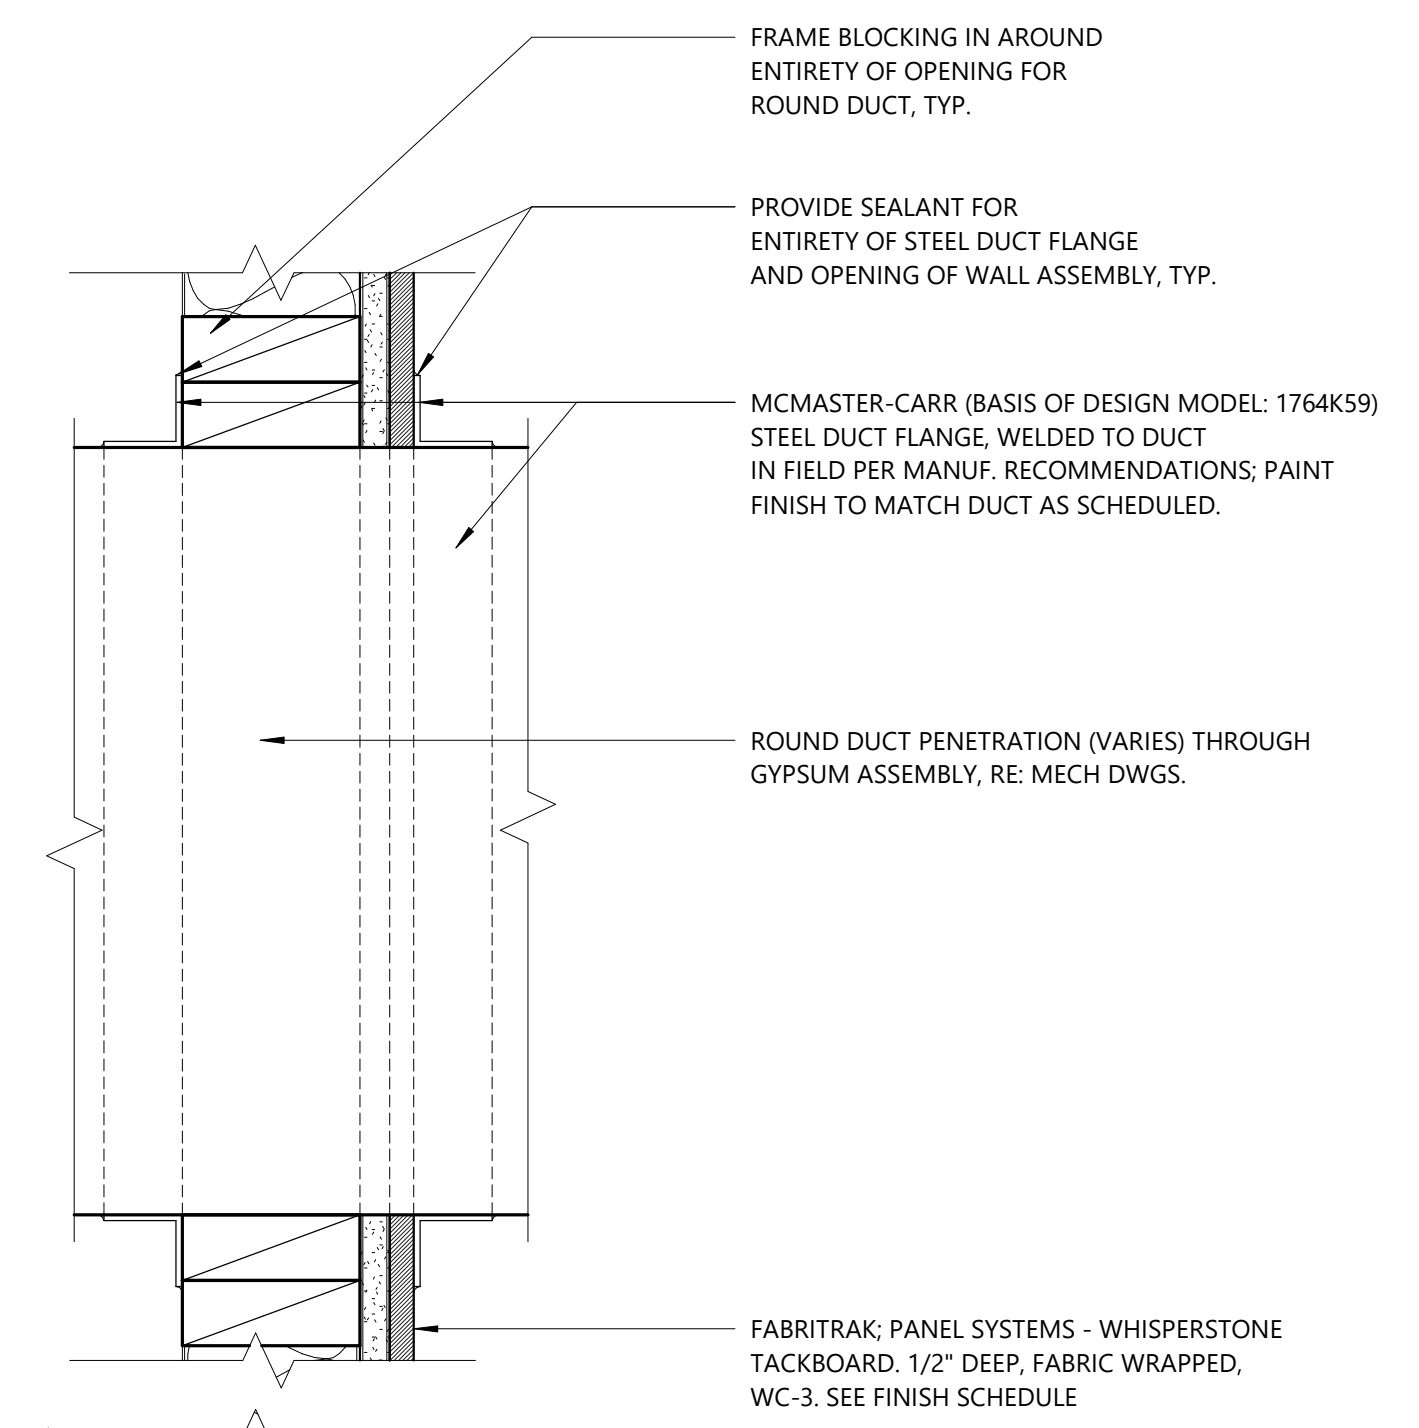 FRAME BLOCKING IN AROUND
ENTIRETY OF OPENING FOR
ROUND DUCT, TYP.
PROVIDE SEALANT FOR
ENTIRETY OF STEEL DUCT FLANGE
AND OPENING OF WALL ASSEMBLY, TYP.
MCMASTER-CARR (BASIS OF DESIGN MODEL: 1764K59)
STEEL DUCT FLANGE, WELDED TO DUCT
IN FIELD PER MANUF. RECOMMENDATIONS; PAINT
FINISH TO MATCH DUCT AS SCHEDULED.
ROUND DUCT PENETRATION (VARIES) THROUGH
GYPSUM ASSEMBLY, RE: MECH DWGS.
FABRITRAK; PANEL SYSTEMS - WHISPERSTONE
TACKBOARD. 1/2" DEEP, FABRIC WRAPPED,
WC-3. SEE FINISH SCHEDULE